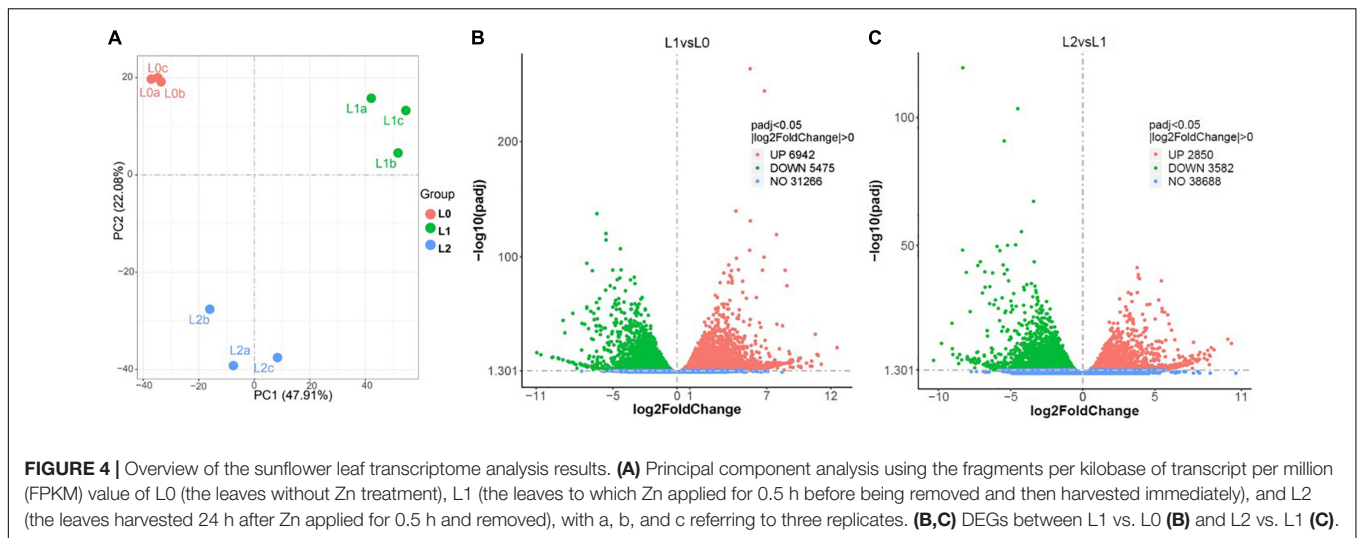 A
L0c
L0a L0b
L1a
L1c
L1b
L2b
L2a
L2c
20
0
−20
−40
−40
−20
0
20
40
PC2 (22.08%)
PC1 (47.91%)
Group
L0
L1
L2
B
L1vsL0
padj<0.05
|log2FoldChange|>0
UP 6942
DOWN 5475
NO 31266
200
100
1.301
−11
−5
0
1
7
12
−log10(padj)
log2FoldChange
C
L2vsL1
padj<0.05
|log2FoldChange|>0
UP 2850
DOWN 3582
NO 38688
100
50
1.301
−10
−5
0
5
11
−log10(padj)
log2FoldChange
FIGURE 4 | Overview of the sunflower leaf transcriptome analysis results. (A) Principal component analysis using the fragments per kilobase of transcript per million
(FPKM) value of L0 (the leaves without Zn treatment), L1 (the leaves to which Zn applied for 0.5 h before being removed and then harvested immediately), and L2
(the leaves harvested 24 h after Zn applied for 0.5 h and removed), with a, b, and c referring to three replicates. (B,C) DEGs between L1 vs. L0 (B) and L2 vs. L1 (C).